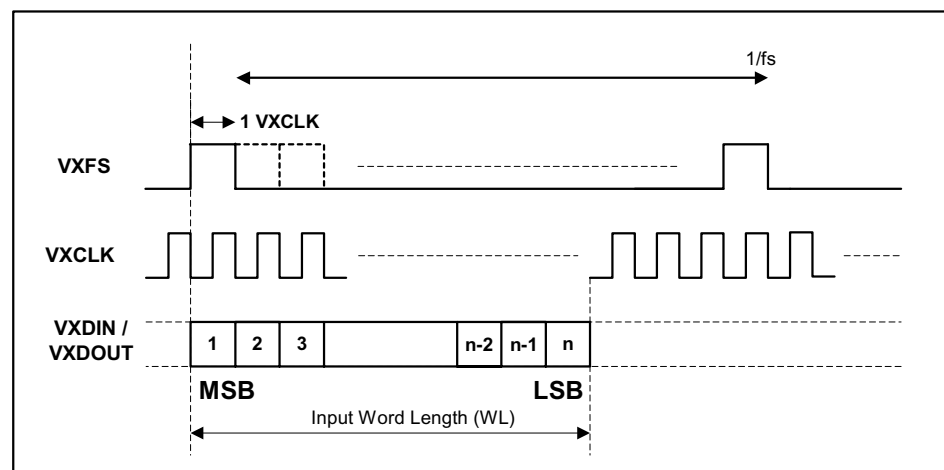 1/fs
1 VXCLK
VXFS
VXCLK
VXDIN /
VXDOUT
1 2 3 n-2 n-1 n
MSB LSB
Input Word Length (WL)